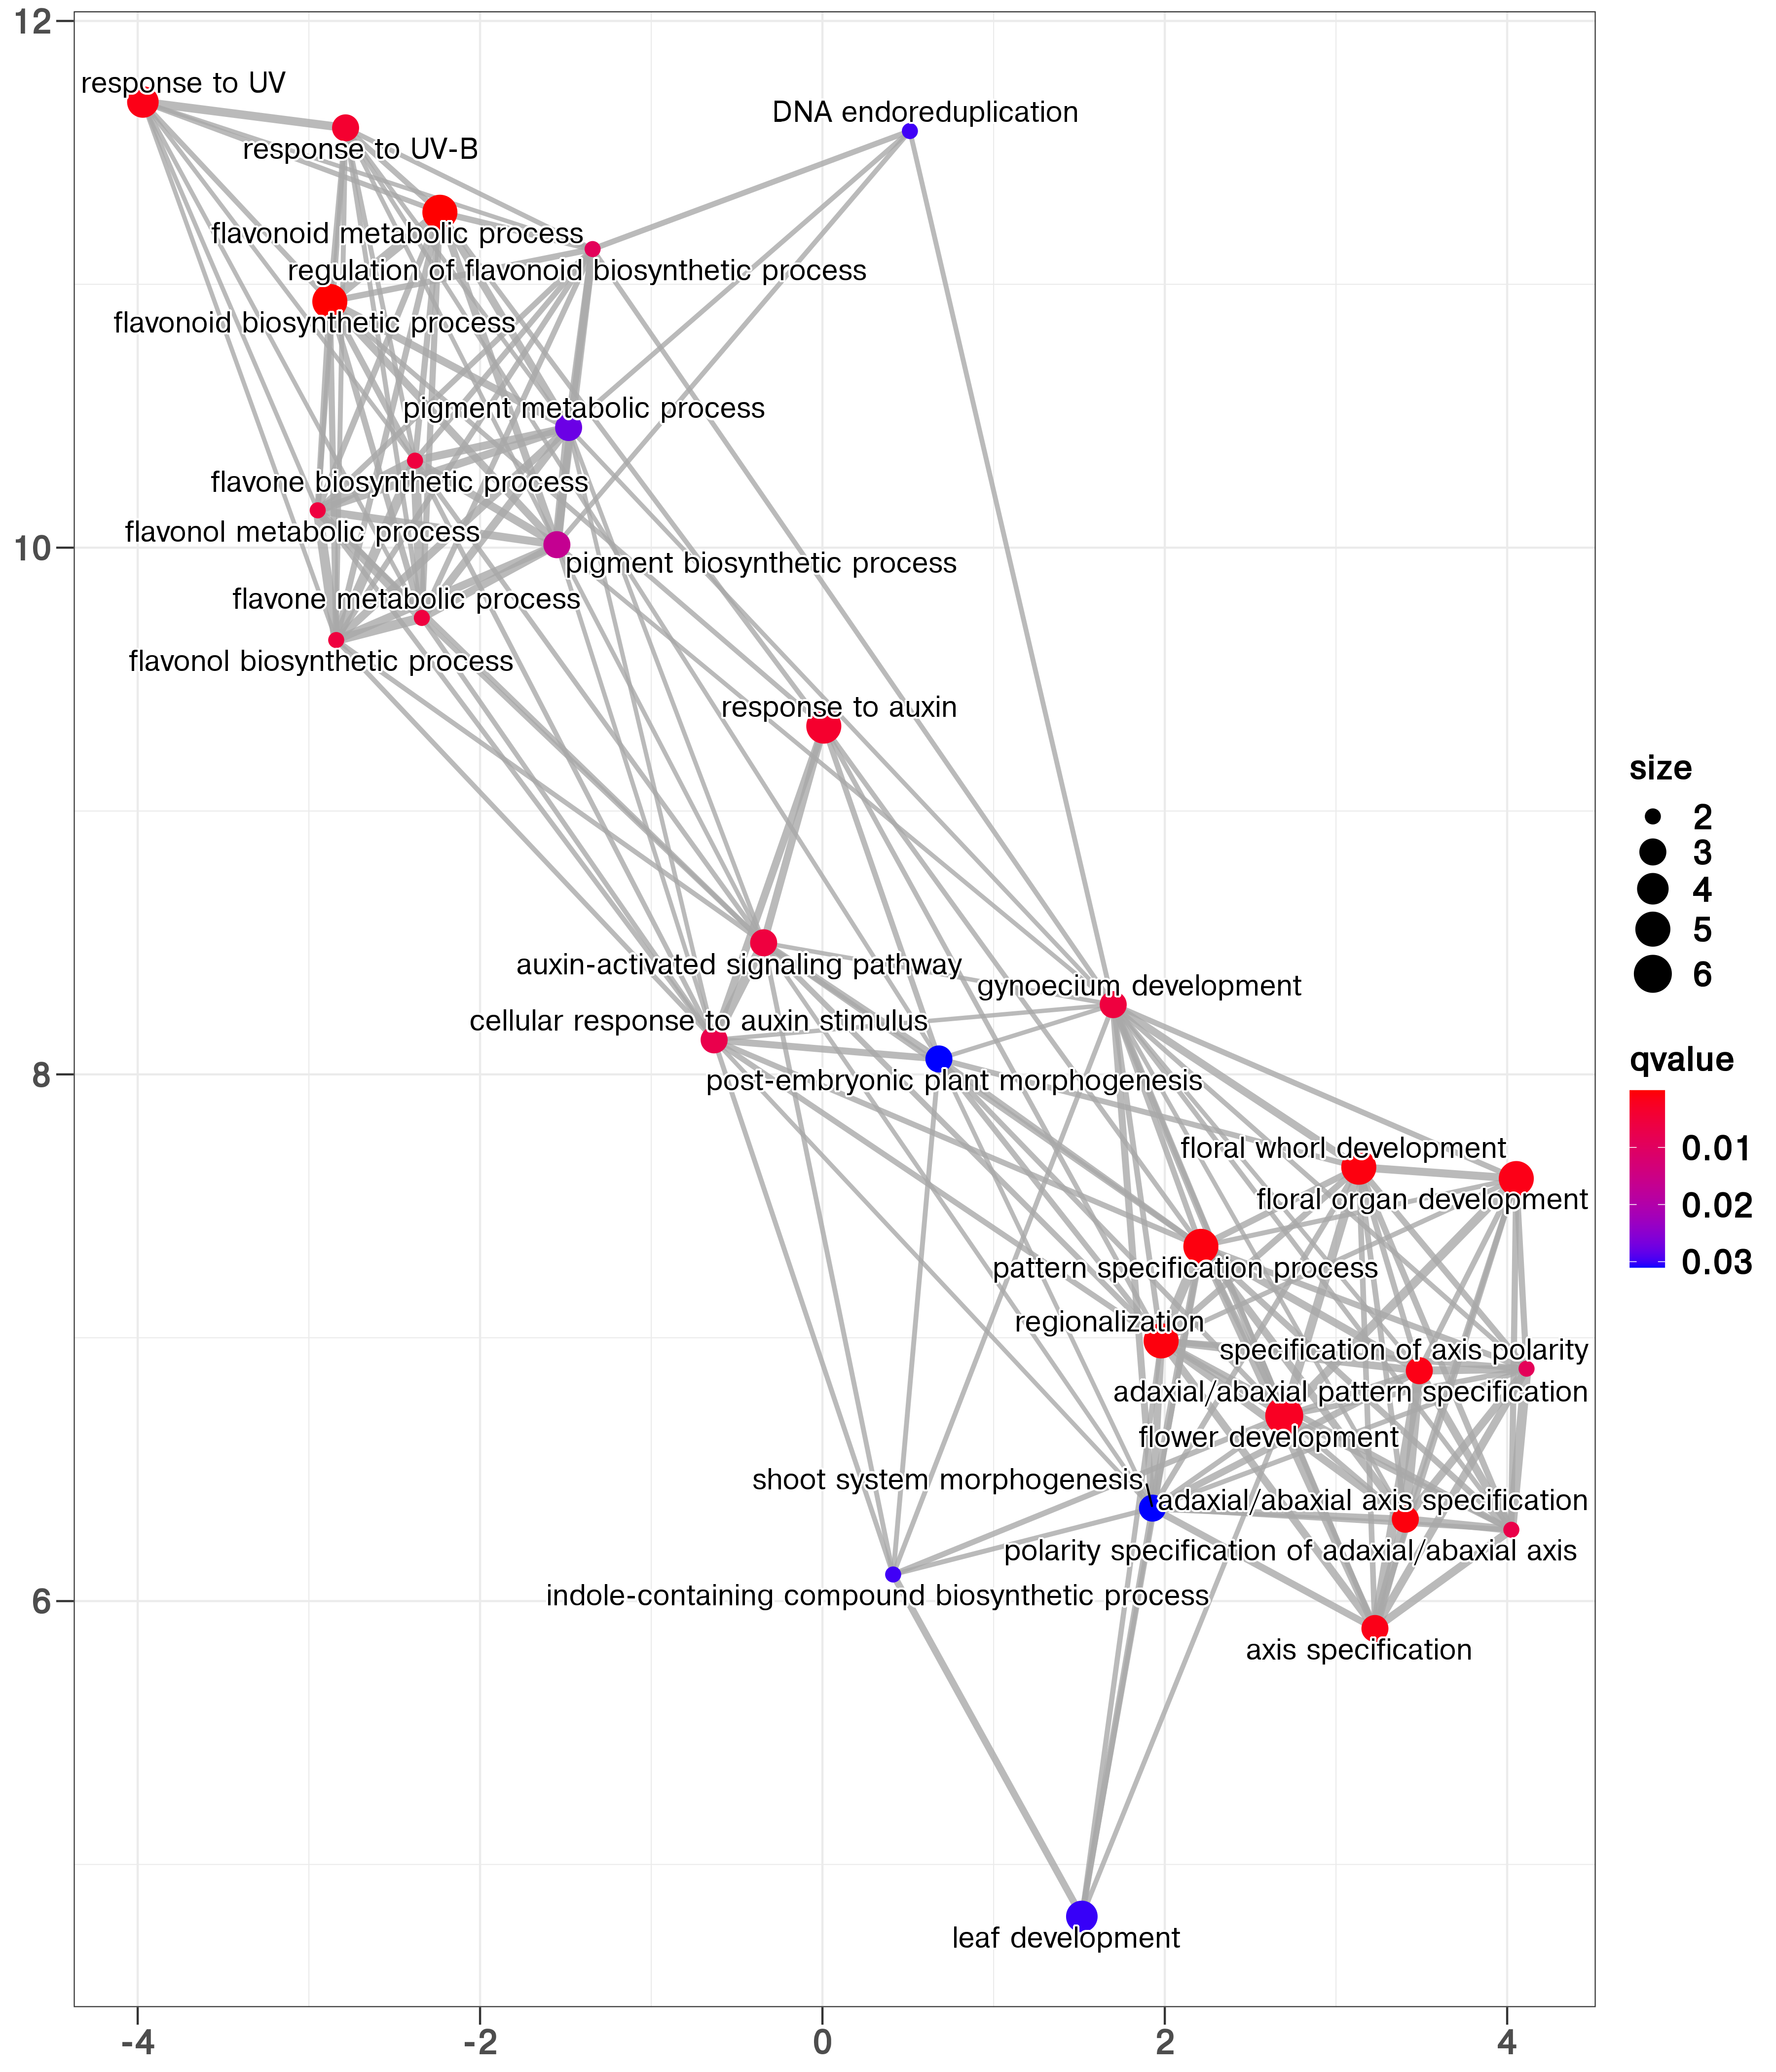 12
response to UV
DNA endoreduplication
response to UV-B
flavonoid metabolic process
regulation of flavonoid biosynthetic process
flavonoid biosynthetic process
pigment metabolic process
flavone biosynthetic process
flavonol metabolic process
10
pigment biosynthetic process
flavone metabolic process
flavonol biosynthetic process
response to auxin
size
2
3
4
5
6
auxin-activated signaling pathway
gynoecium development
cellular response to auxin stimulus
8
post-embryonic plant morphogenesis
qvalue
0.01
0.02
0.03
floral whorl development
floral organ development
pattern specification process
regionalization
specification of axis polarity
adaxial/abaxial pattern specification
flower development
shoot system morphogenesis
adaxial/abaxial axis specification
polarity specification of adaxial/abaxial axis
6
indole-containing compound biosynthetic process
axis specification
leaf development
-4
-2
0
2
4